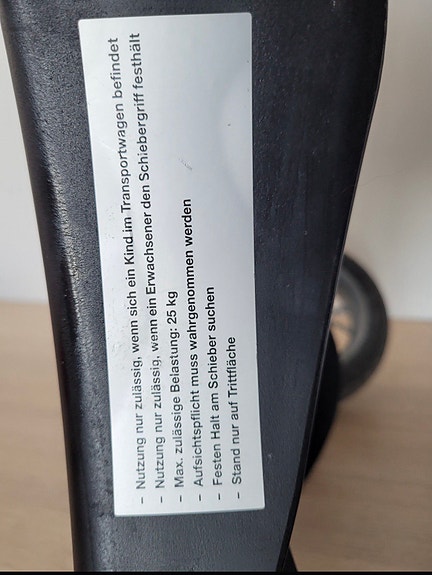 - Nutzung nur zulässig, wenn sich ein Kind im Transportwagen befindet
- Nutzung nur zulässig, wenn ein Erwachsener den Schiebergriff festhält
- Max. zulässige Belastung: 25 kg
- Aufsichtspflicht muss wahrgenommen werden
- Festen Halt am Schieber suchen
- Stand nur auf Trittfläche